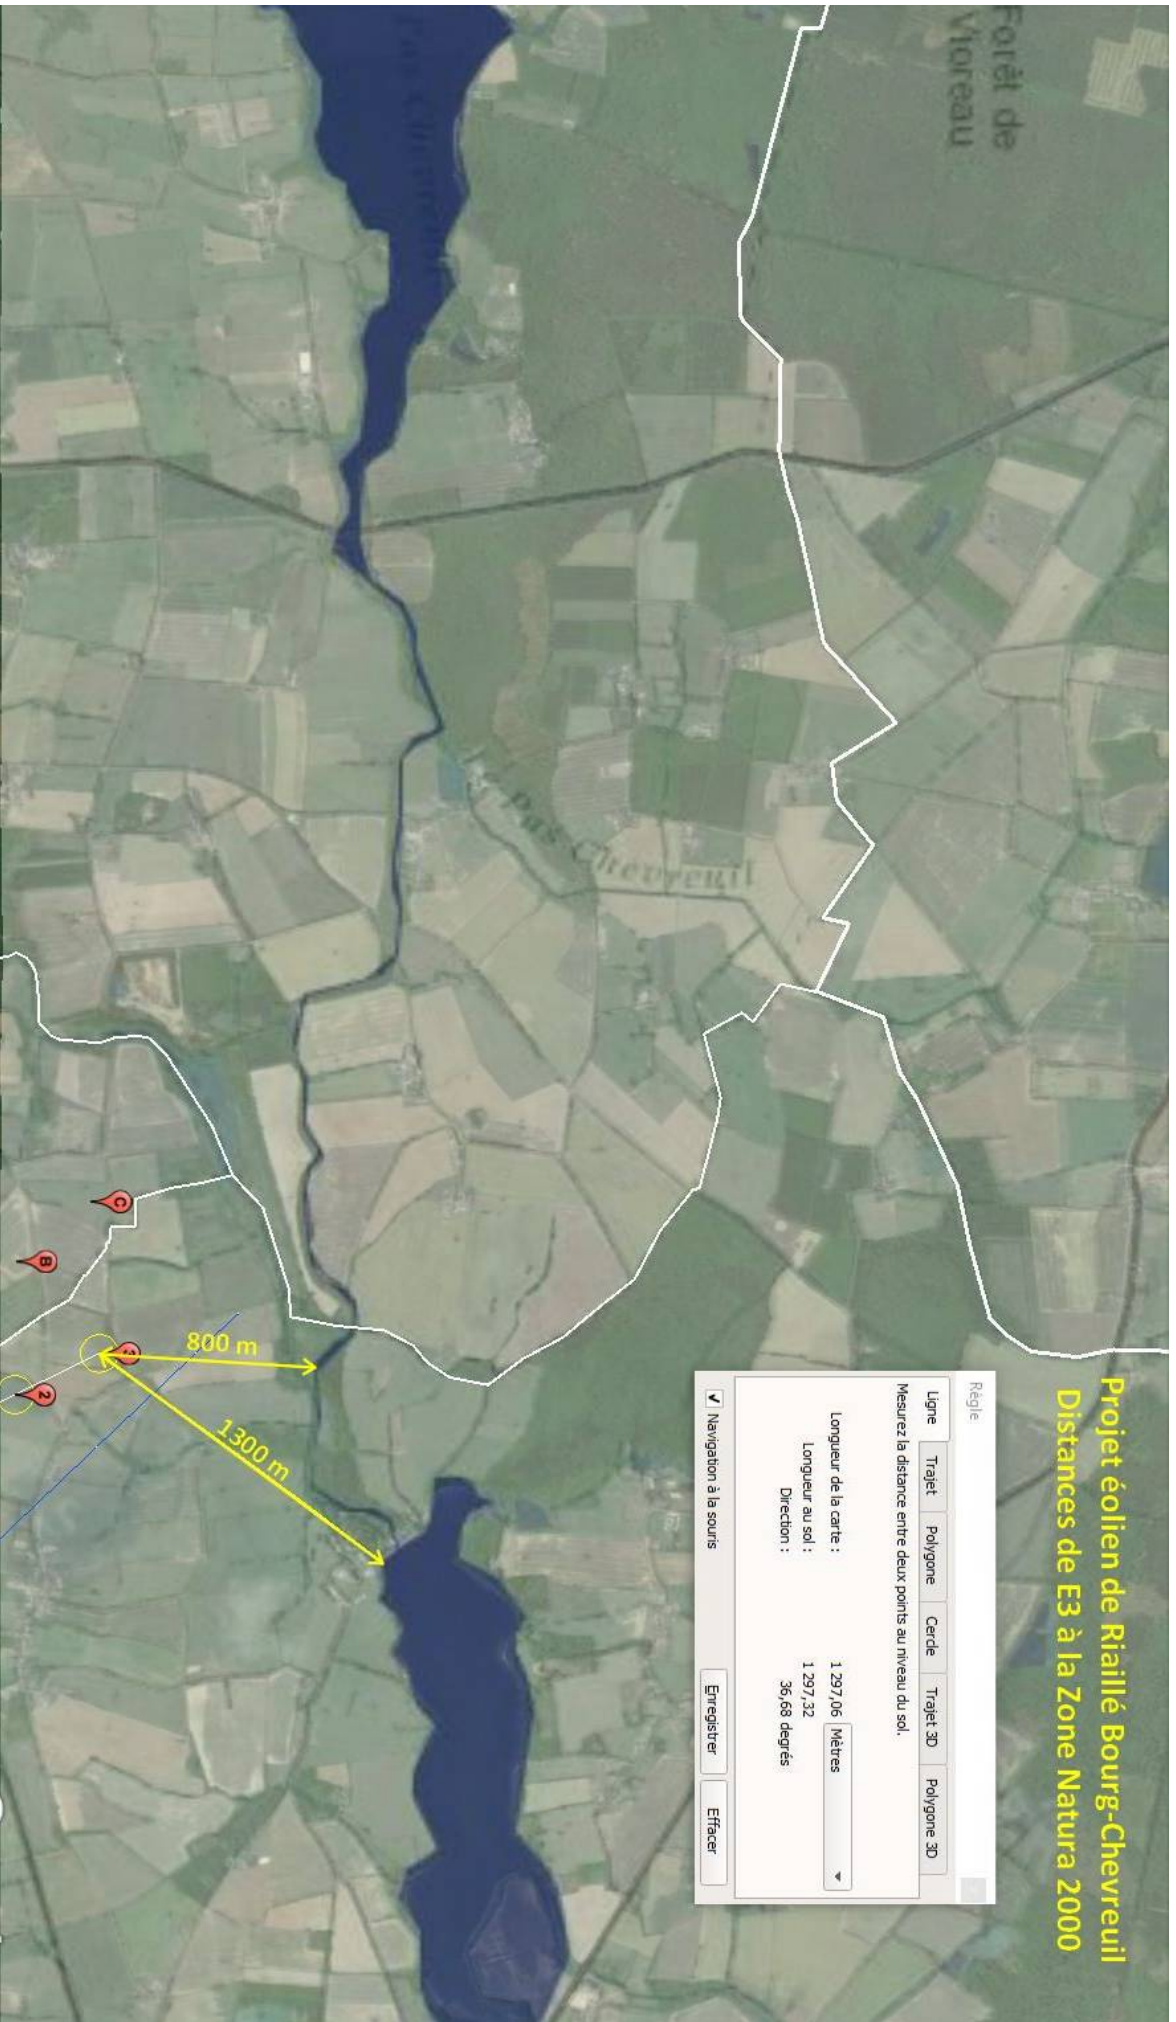 Projet éolien de Riaillé Bourg-Chevreuil
Distances de E3 à la Zone Natura 2000
Forêt de
Vioreau
Règle
Ligne
Trajet
Polygone
Cercle
Trajet 3D
Polygone 3D
Mesurez la distance entre deux points au niveau du sol.
Longueur de la carte : 1 297,06 Mètres
Longueur au sol : 1 297,32
Direction : 36,68 degrés
Navigation à la souris
Enregistrer
Effacer
Pas Chevreuil
800 m
1300 m
C
B
3
2